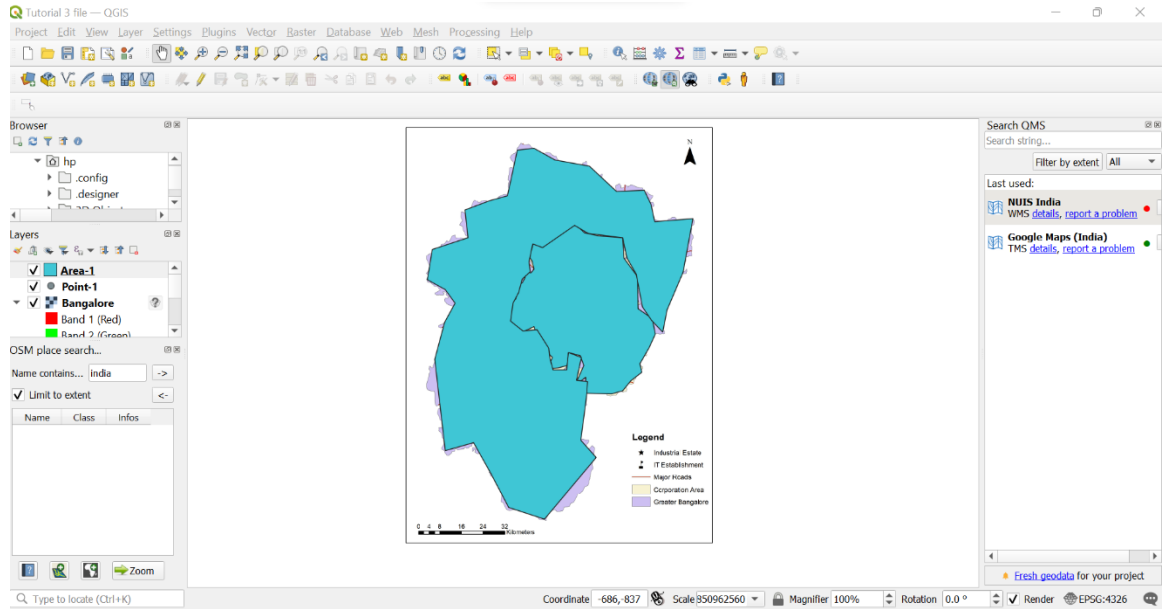 Tutorial 3 file — QGIS
Project Edit View Layer Settings Plugins Vector Raster Database Web Mesh Processing Help
Browser
hp
.config
.designer
Layers
Area-1
Point-1
Bangalore ?
Band 1 (Red)
Band 2 (Green)
OSM place search...
Name contains... india ->
Limit to extent <-
Name Class Infos
Zoom
N
Legend
Industrial Estate
IT Establishment
Major Roads
Corporation Area
Greater Bangalore
0 4 8 16 24 32
Kilometers
Search QMS
Search string...
Filter by extent All
Last used:
NUIS India
WMS details, report a problem
Google Maps (India)
TMS details, report a problem
Fresh geodata for your project
Type to locate (Ctrl+K) Coordinate -686,-837 Scale 850962560 Magnifier 100% Rotation 0.0 ° Render EPSG:4326